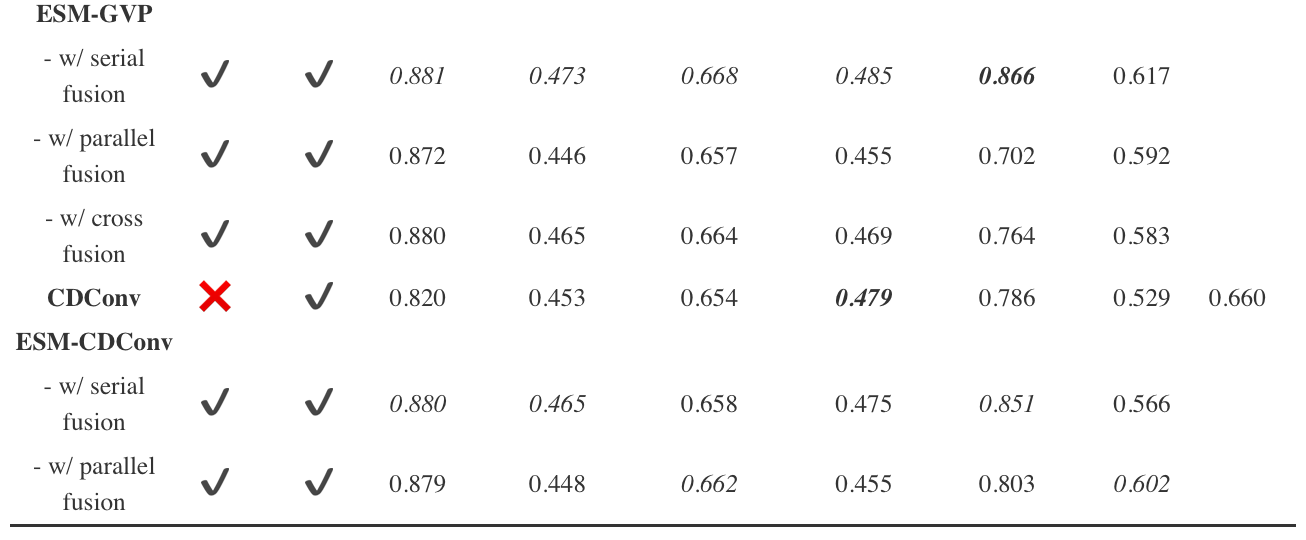 ESM-GVP
- w/ serial
fusion ✔ ✔ 0.881 0.473 0.668 0.485 0.866 0.617
- w/ parallel
fusion ✔ ✔ 0.872 0.446 0.657 0.455 0.702 0.592
- w/ cross
fusion ✔ ✔ 0.880 0.465 0.664 0.469 0.764 0.583
CDConv ❌ ✔ 0.820 0.453 0.654 0.479 0.786 0.529 0.660
ESM-CDConv
- w/ serial
fusion ✔ ✔ 0.880 0.465 0.658 0.475 0.851 0.566
- w/ parallel
fusion ✔ ✔ 0.879 0.448 0.662 0.455 0.803 0.602